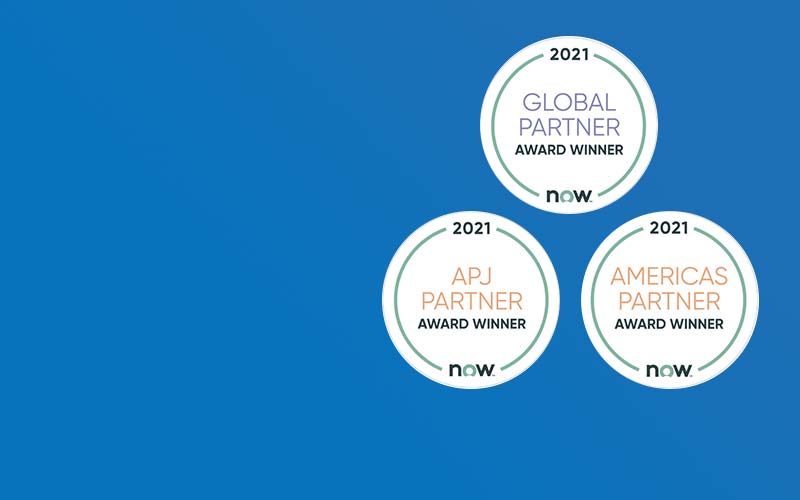 2021
GLOBAL
PARTNER
AWARD WINNER
now
2021
APJ
PARTNER
AWARD WINNER
now
2021
AMERICAS
PARTNER
AWARD WINNER
now